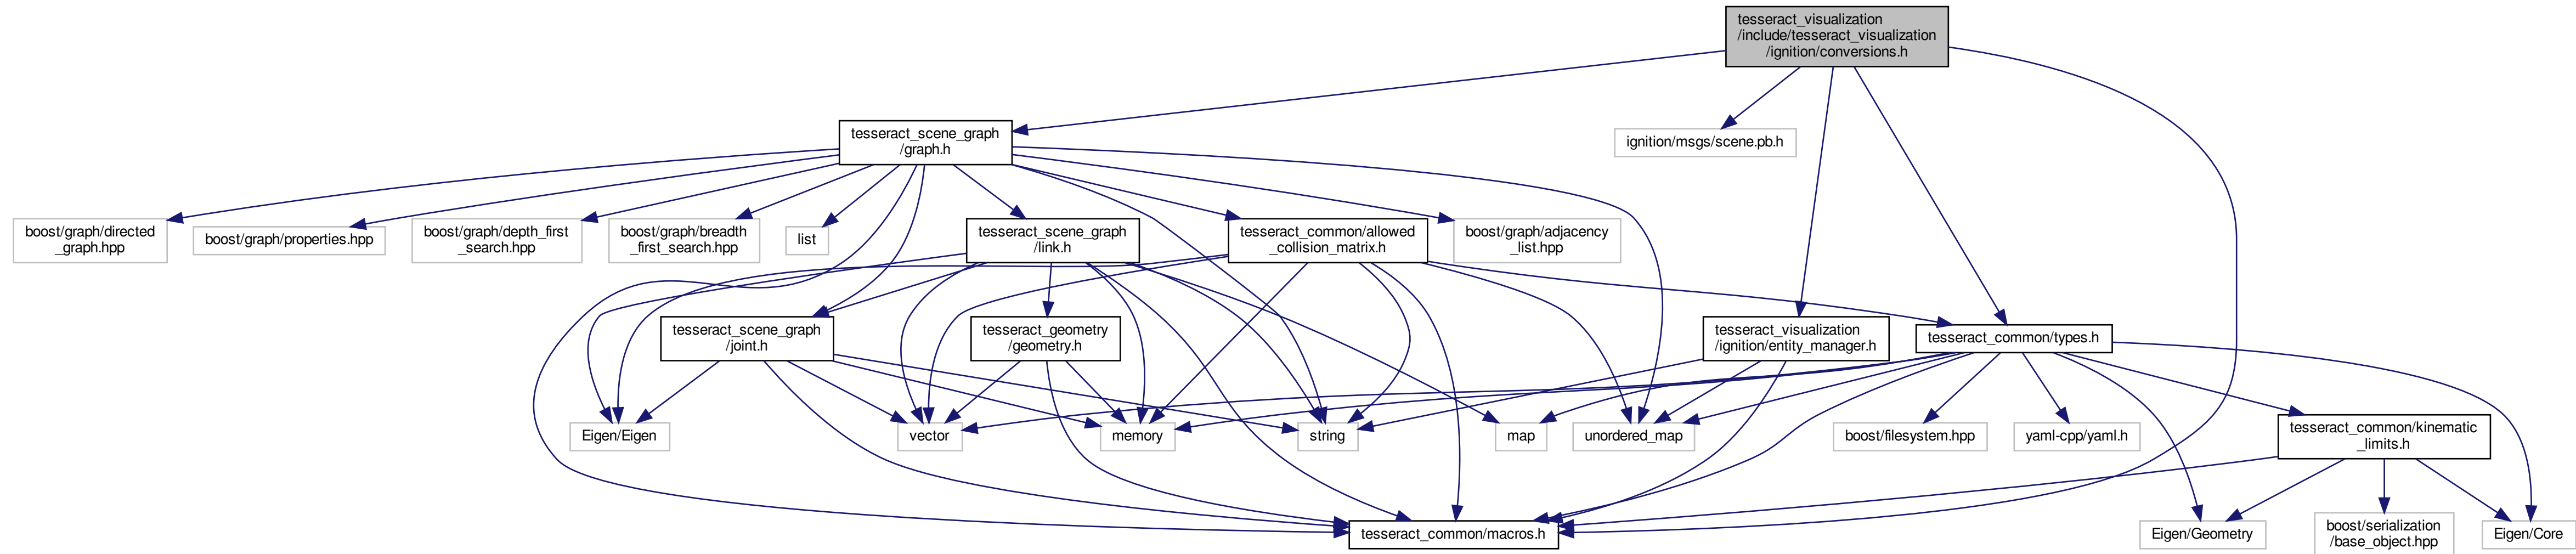 tesseract_visualization
/include/tesseract_visualization
/ignition/conversions.h
tesseract_scene_graph
/graph.h
ignition/msgs/scene.pb.h
boost/graph/directed
_graph.hpp
boost/graph/properties.hpp
boost/graph/depth_first
_search.hpp
boost/graph/breadth
_first_search.hpp
list
tesseract_scene_graph
/link.h
tesseract_common/allowed
_collision_matrix.h
boost/graph/adjacency
_list.hpp
tesseract_scene_graph
/joint.h
tesseract_geometry
/geometry.h
tesseract_visualization
/ignition/entity_manager.h
tesseract_common/types.h
Eigen/Eigen
vector
memory
string
map
unordered_map
boost/filesystem.hpp
yaml-cpp/yaml.h
tesseract_common/kinematic
_limits.h
tesseract_common/macros.h
Eigen/Geometry
boost/serialization
/base_object.hpp
Eigen/Core